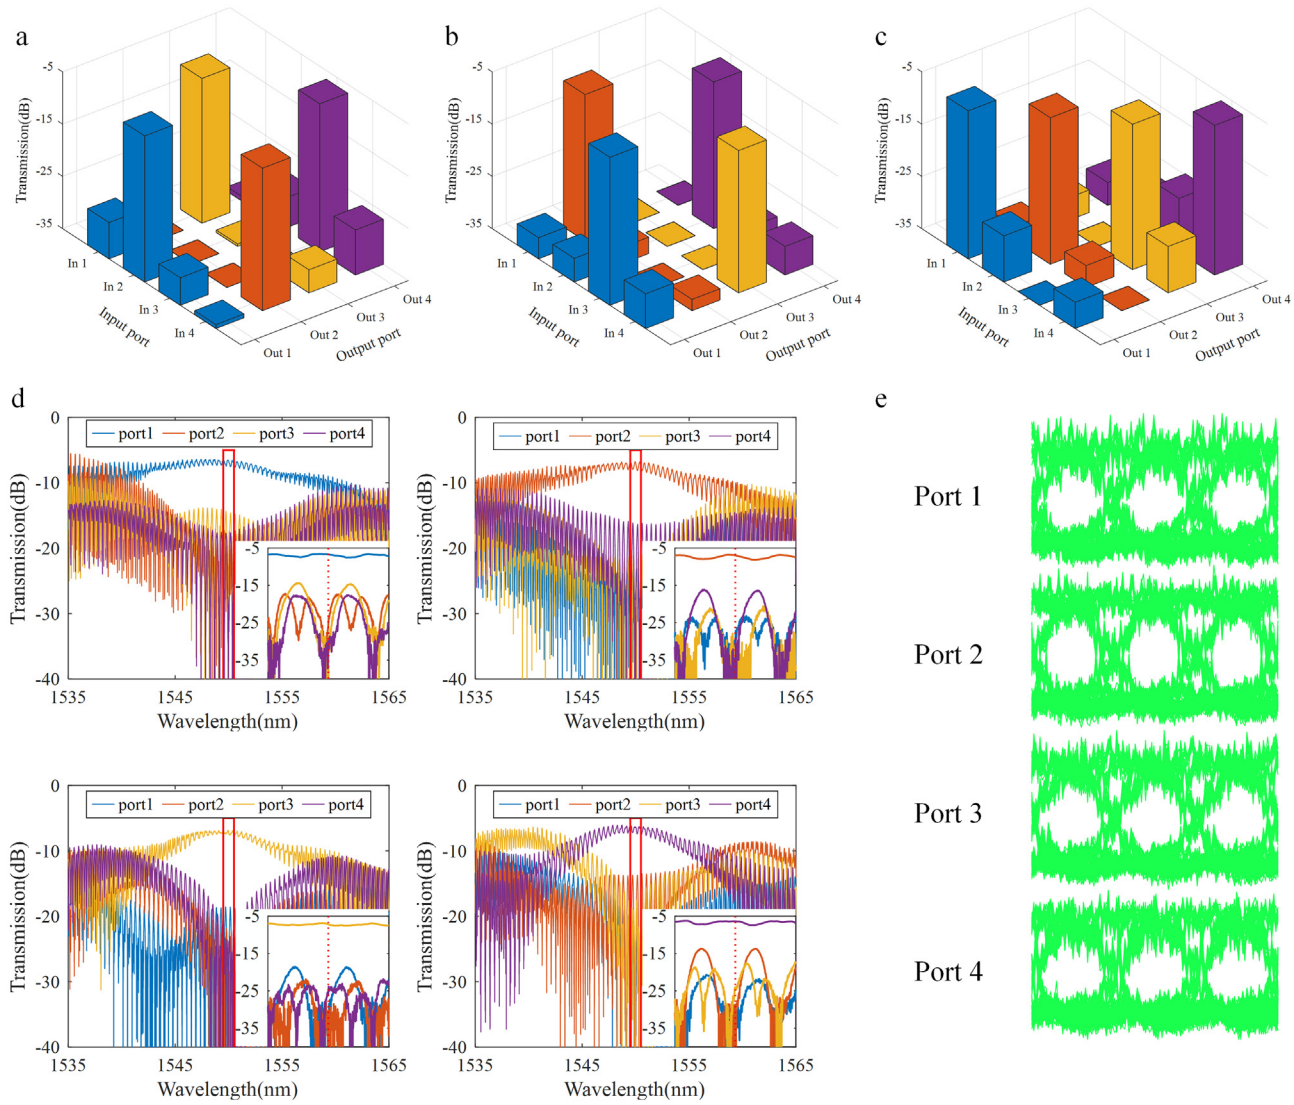 a
-5
-15
-25
-35
Transmission(dB)
In 1
In 2
In 3
In 4
Input port
Out 1
Out 2
Out 3
Out 4
Output port
b
-5
-15
-25
-35
Transmission(dB)
In 1
In 2
In 3
In 4
Input port
Out 1
Out 2
Out 3
Out 4
Output port
c
-5
-15
-25
-35
Transmission(dB)
In 1
In 2
In 3
In 4
Input port
Out 1
Out 2
Out 3
Out 4
Output port
d
0
-10
-20
-30
-40
Transmission(dB)
port1 port2 port3 port4
-5
-15
-25
-35
1535 1545 1555 1565
Wavelength(nm)
0
-10
-20
-30
-40
Transmission(dB)
port1 port2 port3 port4
-5
-15
-25
-35
1535 1545 1555 1565
Wavelength(nm)
0
-10
-20
-30
-40
Transmission(dB)
port1 port2 port3 port4
-5
-15
-25
-35
1535 1545 1555 1565
Wavelength(nm)
0
-10
-20
-30
-40
Transmission(dB)
port1 port2 port3 port4
-5
-15
-25
-35
1535 1545 1555 1565
Wavelength(nm)
e
Port 1
Port 2
Port 3
Port 4